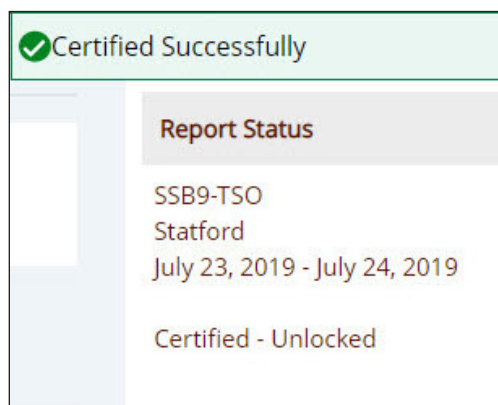 Certified Successfully
Report Status
SSB9-TSO
Statford
July 23, 2019 - July 24, 2019
Certified - Unlocked